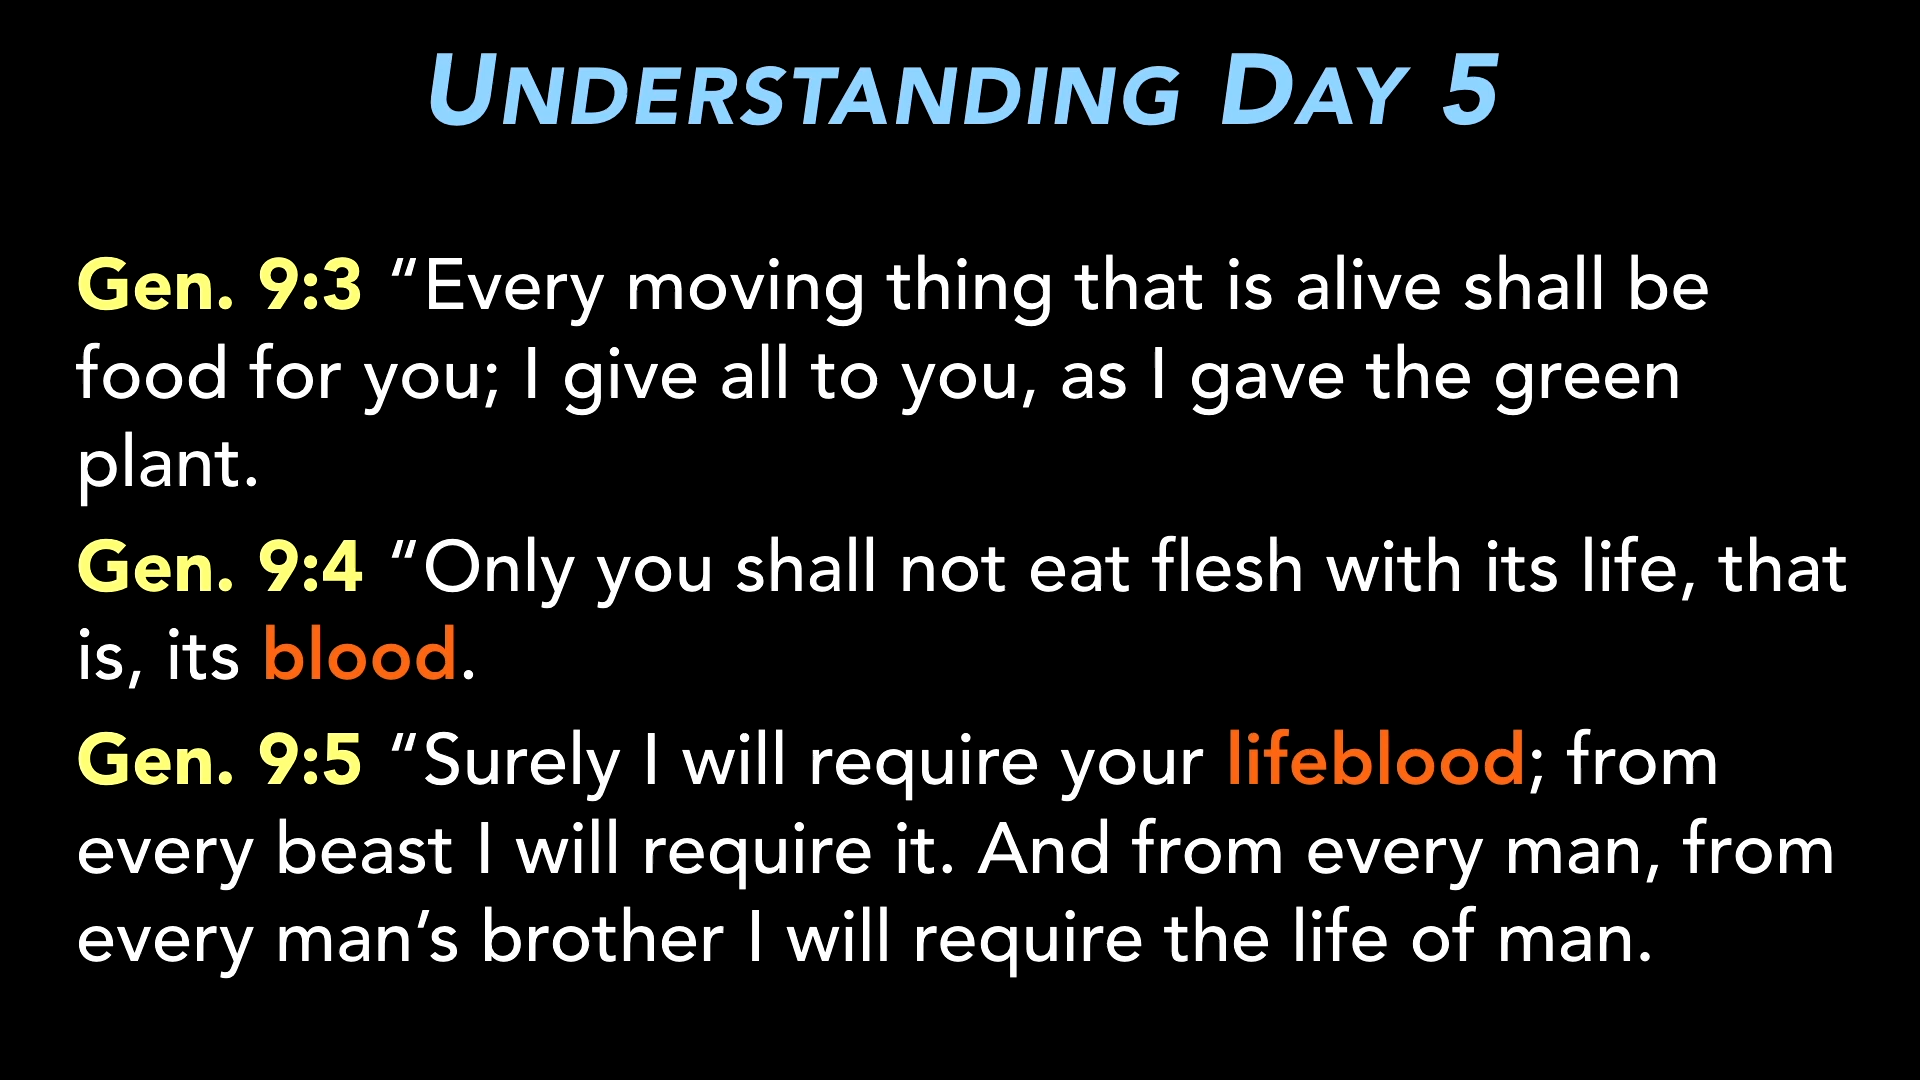 Understanding Day 5
Gen. 9:3 “Every moving thing that is alive shall be
food for you; I give all to you, as I gave the green
plant.
Gen. 9:4 “Only you shall not eat flesh with its life, that
is, its blood.
Gen. 9:5 “Surely I will require your lifeblood; from
every beast I will require it. And from every man, from
every man’s brother I will require the life of man.